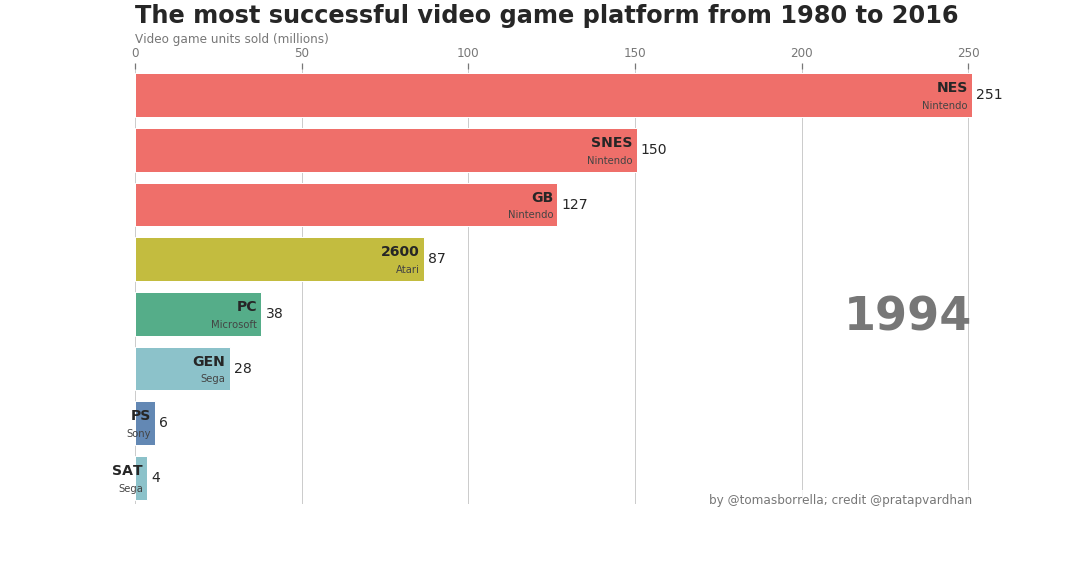 The most successful video game platform from 1980 to 2016
Video game units sold (millions)
0 50 100 150 200 250
NES
Nintendo
251
SNES
Nintendo
150
GB
Nintendo
127
2600
Atari
87
PC
Microsoft
38
1994
GEN
Sega
28
PS
Sony
6
SAT
Sega
4
by @tomasborrella; credit @pratapvardhan